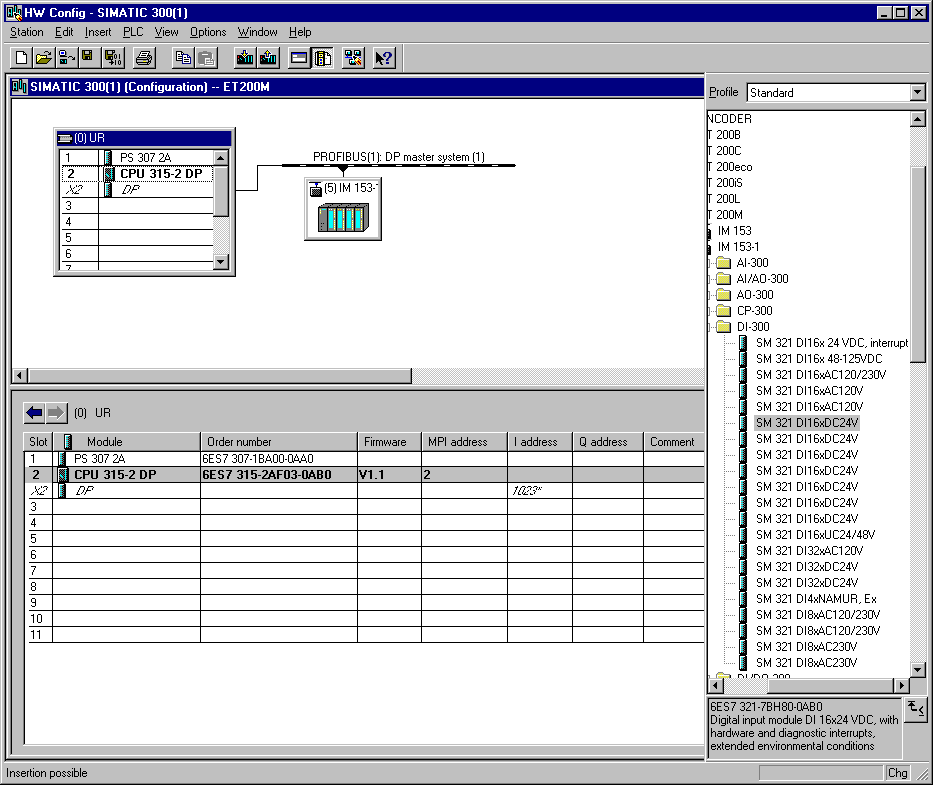 HW Config - SIMATIC 300(1)
Station Edit Insert PLC View Options Window Help
SIMATIC 300(1) (Configuration) -- ET200M
(0) UR
1 PS 307 2A
2 CPU 315-2 DP
X2 DP
3
4
5
6
7
PROFIBUS(1): DP master system (1)
(5) IM 153-1
(0) UR
Slot Module Order number Firmware MPI address I address Q address Comment
1 PS 307 2A 6ES7 307-1BA00-0AA0
2 CPU 315-2 DP 6ES7 315-2AF03-0AB0 V1.1 2
X2 DP 1023*
3
4
5
6
7
8
9
10
11
Profile Standard
NCODER
T 200B
T 200C
T 200eco
T 200iS
T 200L
T 200M
IM 153
IM 153-1
AI-300
AI/AO-300
AO-300
CP-300
DI-300
SM 321 DI16x 24 VDC, interrupt
SM 321 DI16x 48-125VDC
SM 321 DI16xAC120/230V
SM 321 DI16xAC120V
SM 321 DI16xAC120V
SM 321 DI16xDC24V
SM 321 DI16xDC24V
SM 321 DI16xDC24V
SM 321 DI16xDC24V
SM 321 DI16xDC24V
SM 321 DI16xDC24V
SM 321 DI16xDC24V
SM 321 DI16xUC24/48V
SM 321 DI32xAC120V
SM 321 DI32xDC24V
SM 321 DI32xDC24V
SM 321 DI4xNAMUR, Ex
SM 321 DI8xAC120/230V
SM 321 DI8xAC120/230V
SM 321 DI8xAC230V
SM 321 DI8xAC230V
DI/DO-300
6ES7 321-7BH80-0AB0
Digital input module DI 16x24 VDC, with
hardware and diagnostic interrupts,
extended environmental conditions
Insertion possible
Chg